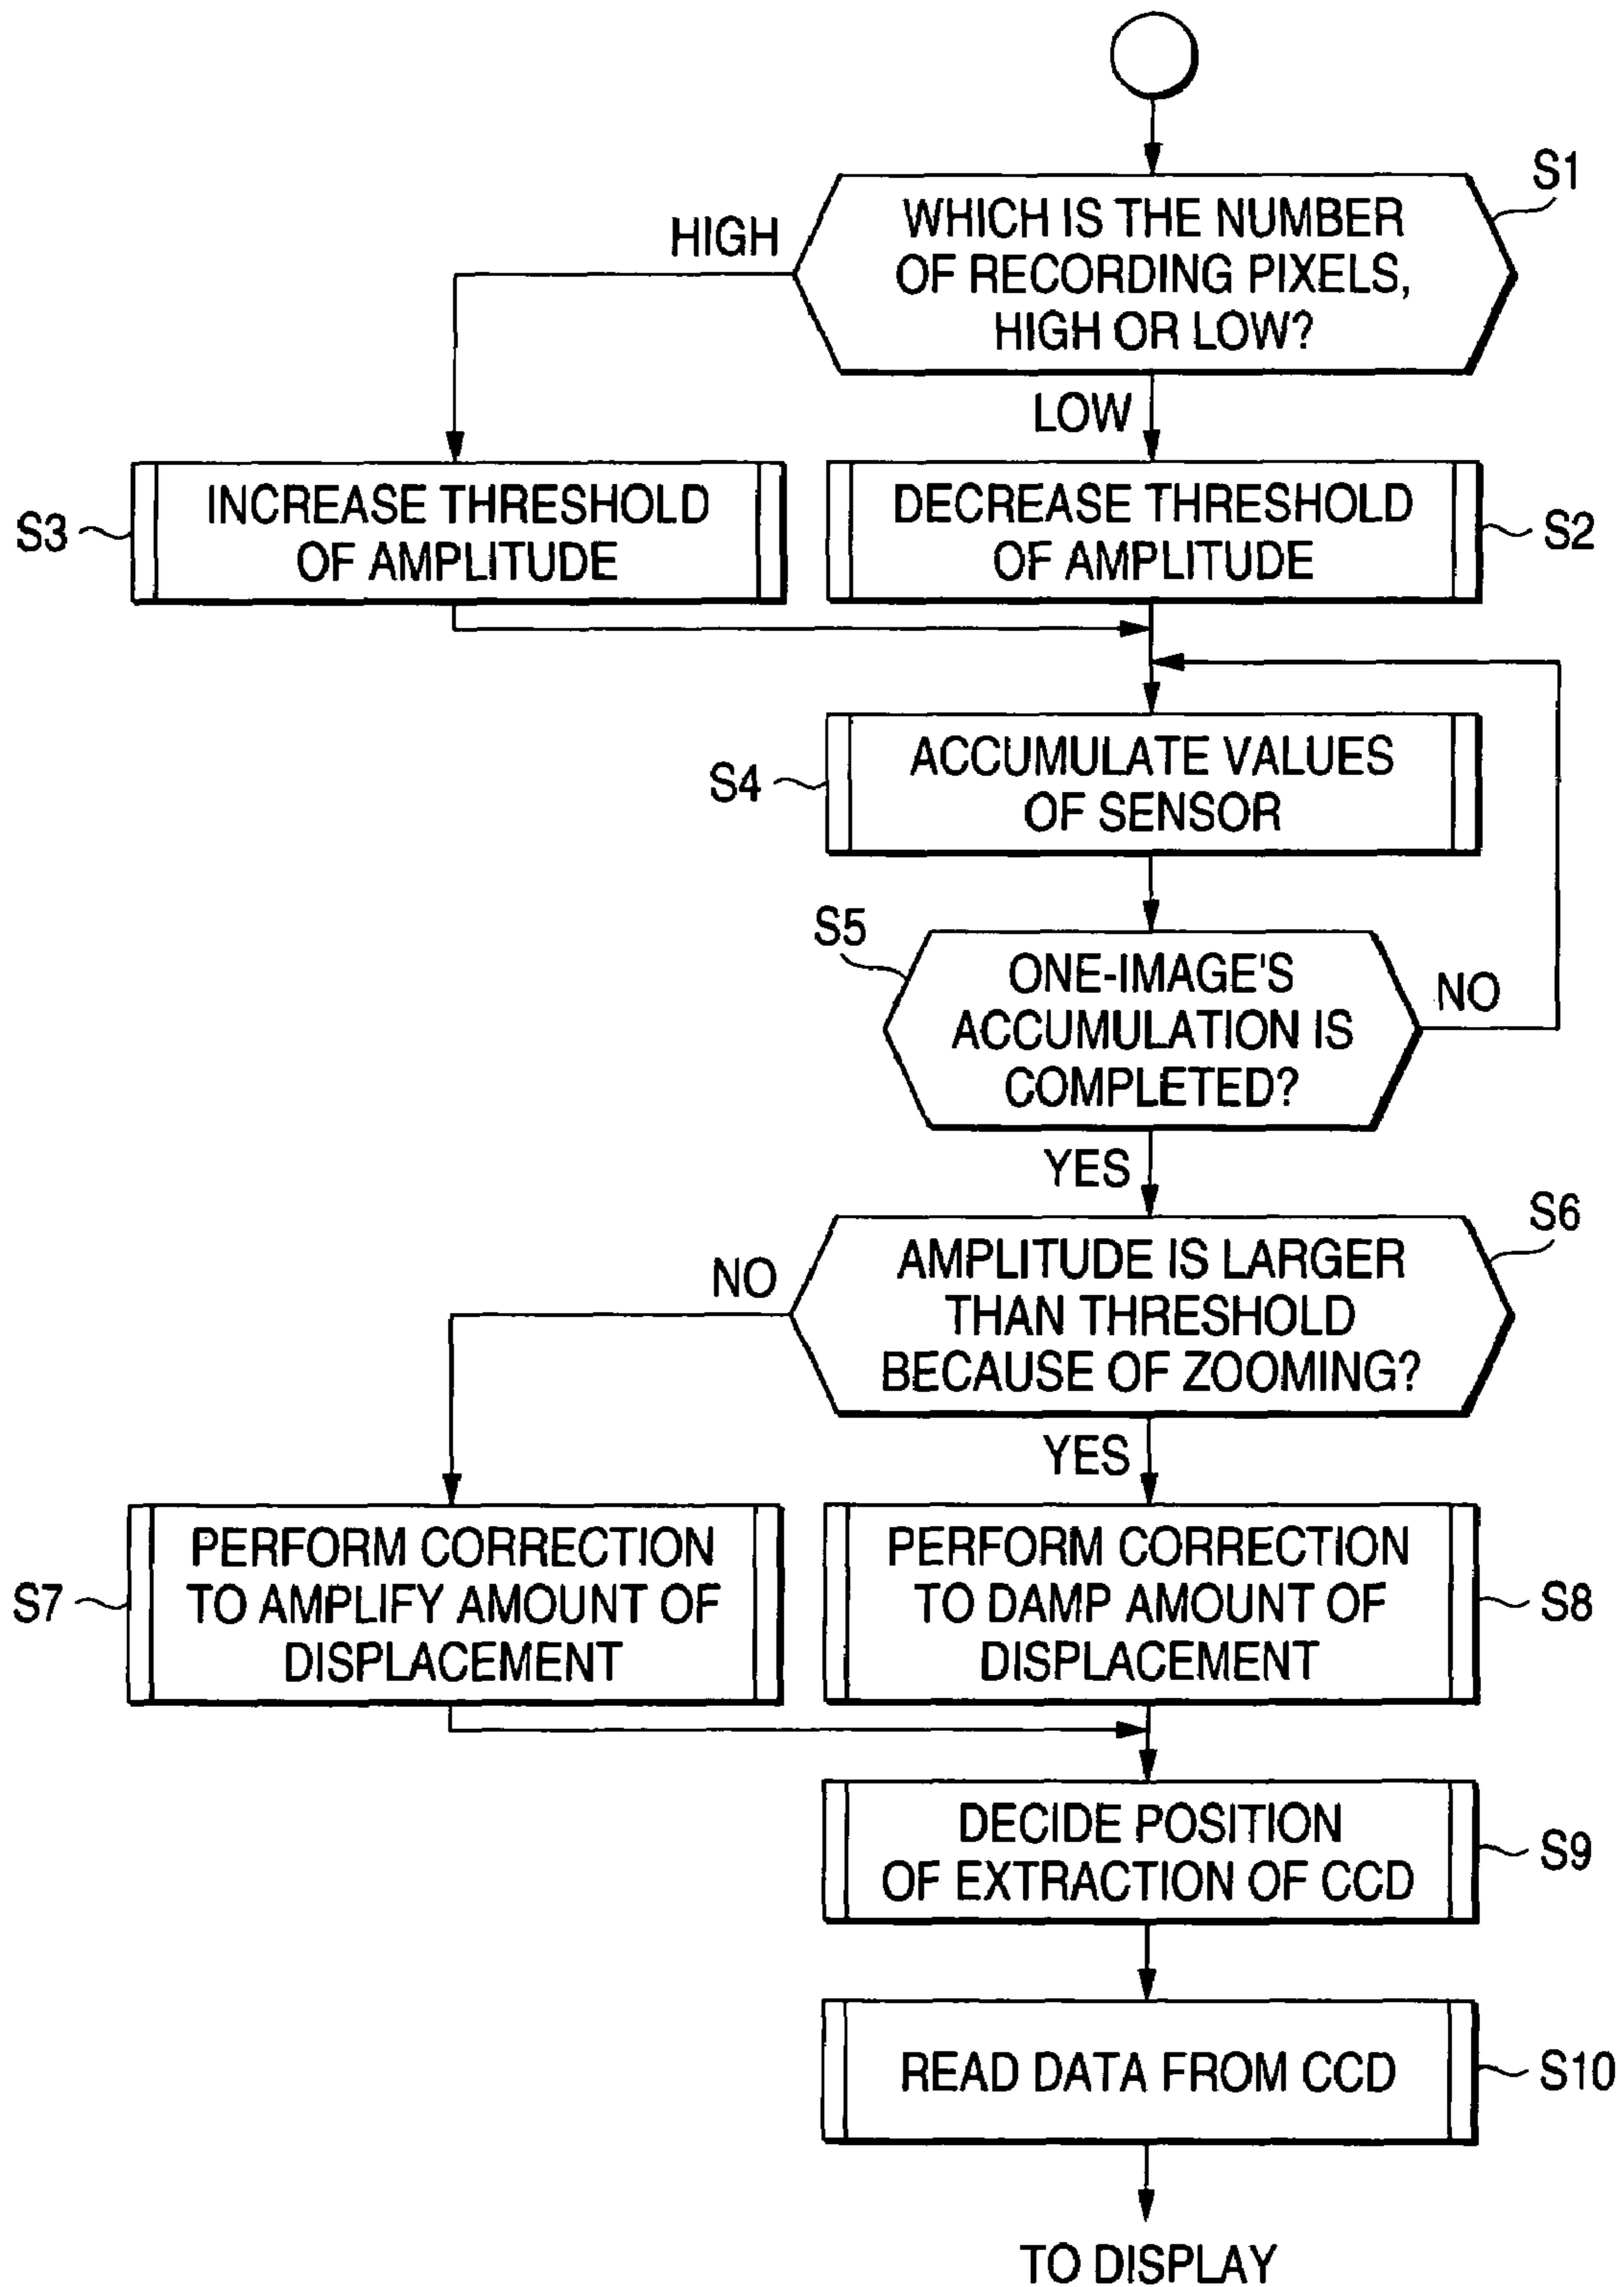 S1
WHICH IS THE NUMBER
OF RECORDING PIXELS,
HIGH OR LOW?
HIGH
LOW
S3
INCREASE THRESHOLD
OF AMPLITUDE
DECREASE THRESHOLD
OF AMPLITUDE
S2
S4
ACCUMULATE VALUES
OF SENSOR
S5
ONE-IMAGE'S
ACCUMULATION IS
COMPLETED?
NO
YES
S6
AMPLITUDE IS LARGER
THAN THRESHOLD
BECAUSE OF ZOOMING?
NO
YES
S7
PERFORM CORRECTION
TO AMPLIFY AMOUNT OF
DISPLACEMENT
PERFORM CORRECTION
TO DAMP AMOUNT OF
DISPLACEMENT
S8
DECIDE POSITION
OF EXTRACTION OF CCD
S9
READ DATA FROM CCD
S10
TO DISPLAY